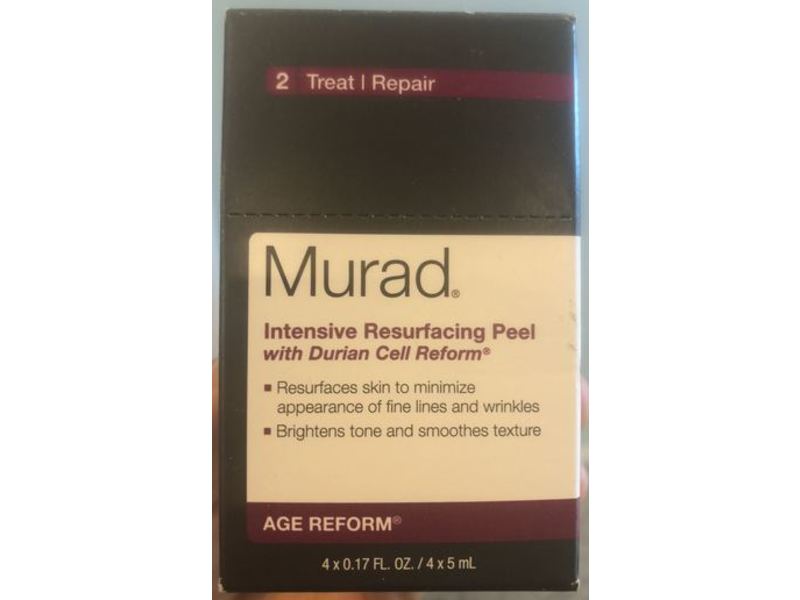 2 Treat | Repair
Murad®
Intensive Resurfacing Peel
with Durian Cell Reform®
▪ Resurfaces skin to minimize
appearance of fine lines and wrinkles
▪ Brightens tone and smoothes texture
AGE REFORM®
4 x 0.17 FL. OZ. / 4 x 5 mL